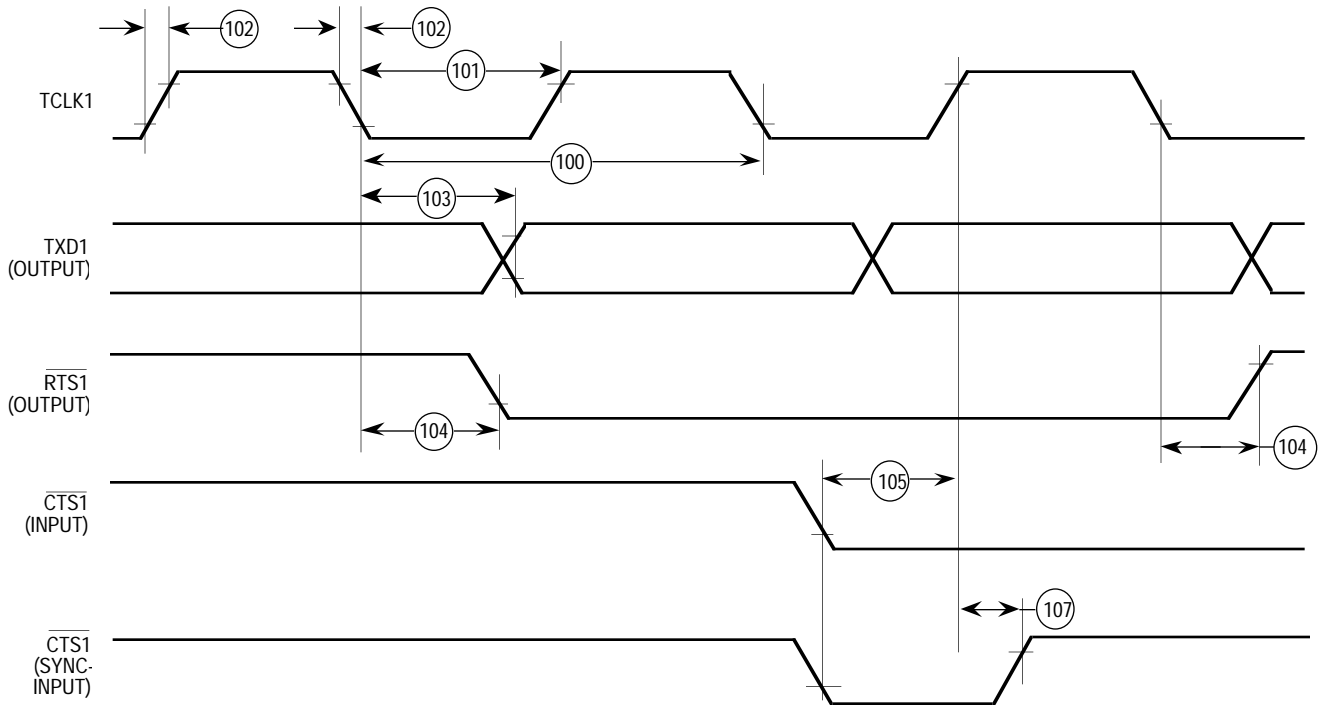 102
102
101
TCLK1
100
103
TXD1
(OUTPUT)
RTS1
(OUTPUT)
104
104
105
CTS1
(INPUT)
107
CTS1
(SYNC-
INPUT)